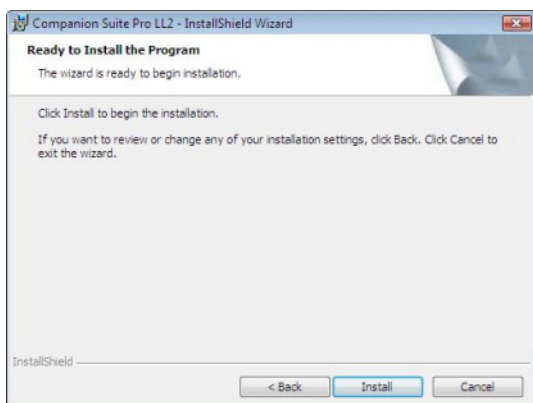 Companion Suite Pro LL2 - InstallShield Wizard
Ready to Install the Program
The wizard is ready to begin installation.
Click Install to begin the installation.
If you want to review or change any of your installation settings, click Back. Click Cancel to
exit the wizard.
InstallShield
< Back Install Cancel